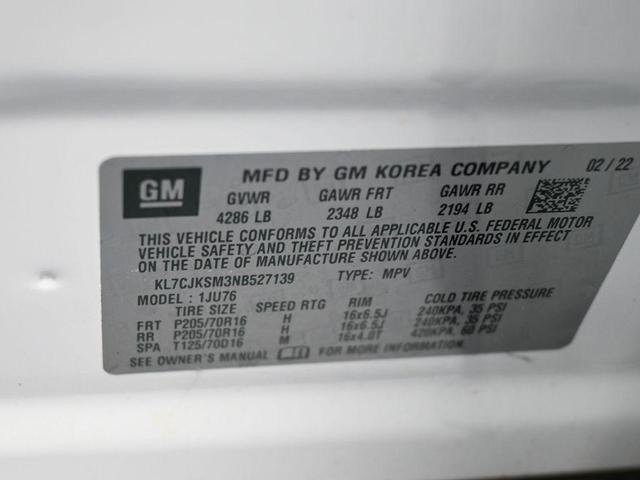 GM MFD BY GM KOREA COMPANY 02/22
GVWR GAWR FRT GAWR RR
4286 LB 2348 LB 2194 LB
THIS VEHICLE CONFORMS TO ALL APPLICABLE U.S. FEDERAL MOTOR
VEHICLE SAFETY AND THEFT PREVENTION STANDARDS IN EFFECT
ON THE DATE OF MANUFACTURE SHOWN ABOVE.
KL7CJKSM3NB527139 TYPE: MPV
MODEL : 1JU76
TIRE SIZE SPEED RTG RIM COLD TIRE PRESSURE
FRT P205/70R16 H 16x6.5J 240KPA, 35 PSI
RR P205/70R16 H 16x6.5J 240KPA, 35 PSI
SPA T125/70D16 M 16x4.0T 420KPA, 60 PSI
SEE OWNER'S MANUAL FOR MORE INFORMATION